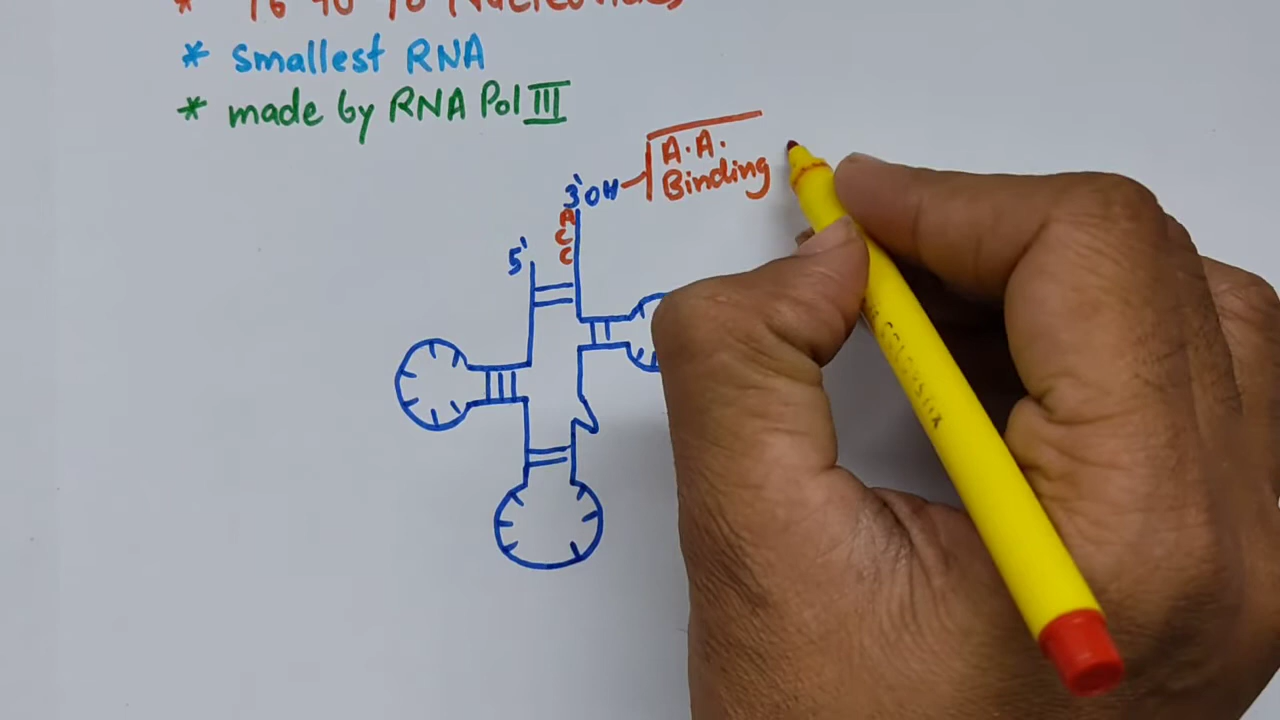 * smallest RNA
* made by RNA Pol III
A.A.
Binding
3' OH
A
C
C
5'